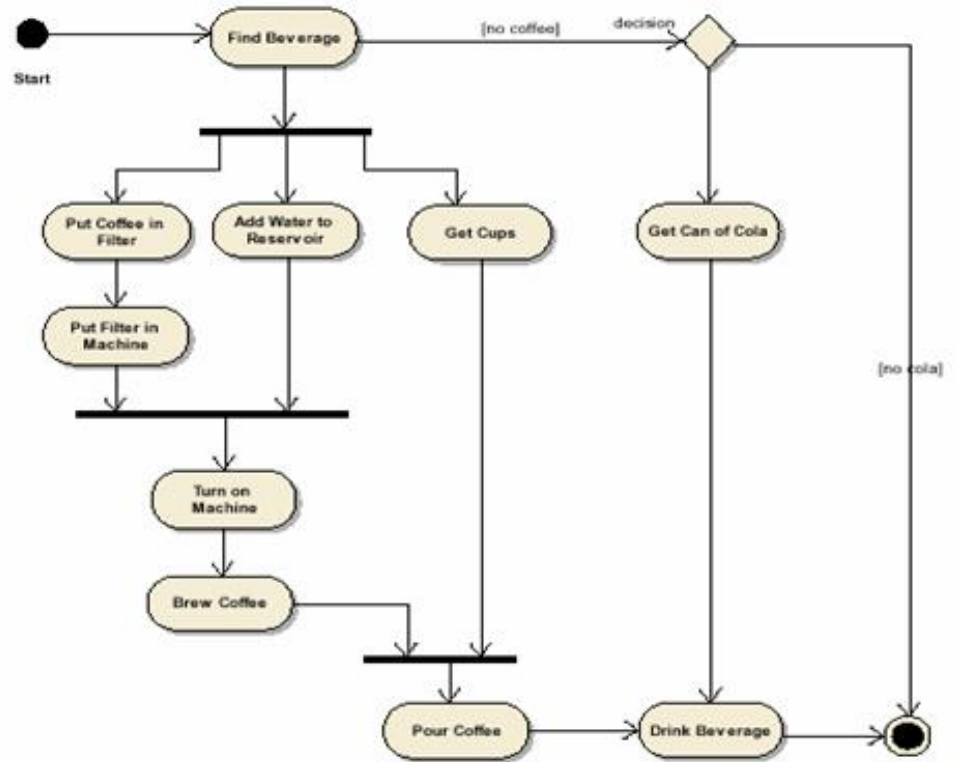 Find Beverage
[no coffee]
decision
Start
Put Coffee in
Filter
Add Water to
Reservoir
Get Cups
Get Can of Cola
Put Filter in
Machine
[no cola]
Turn on
Machine
Brew Coffee
Pour Coffee
Drink Beverage